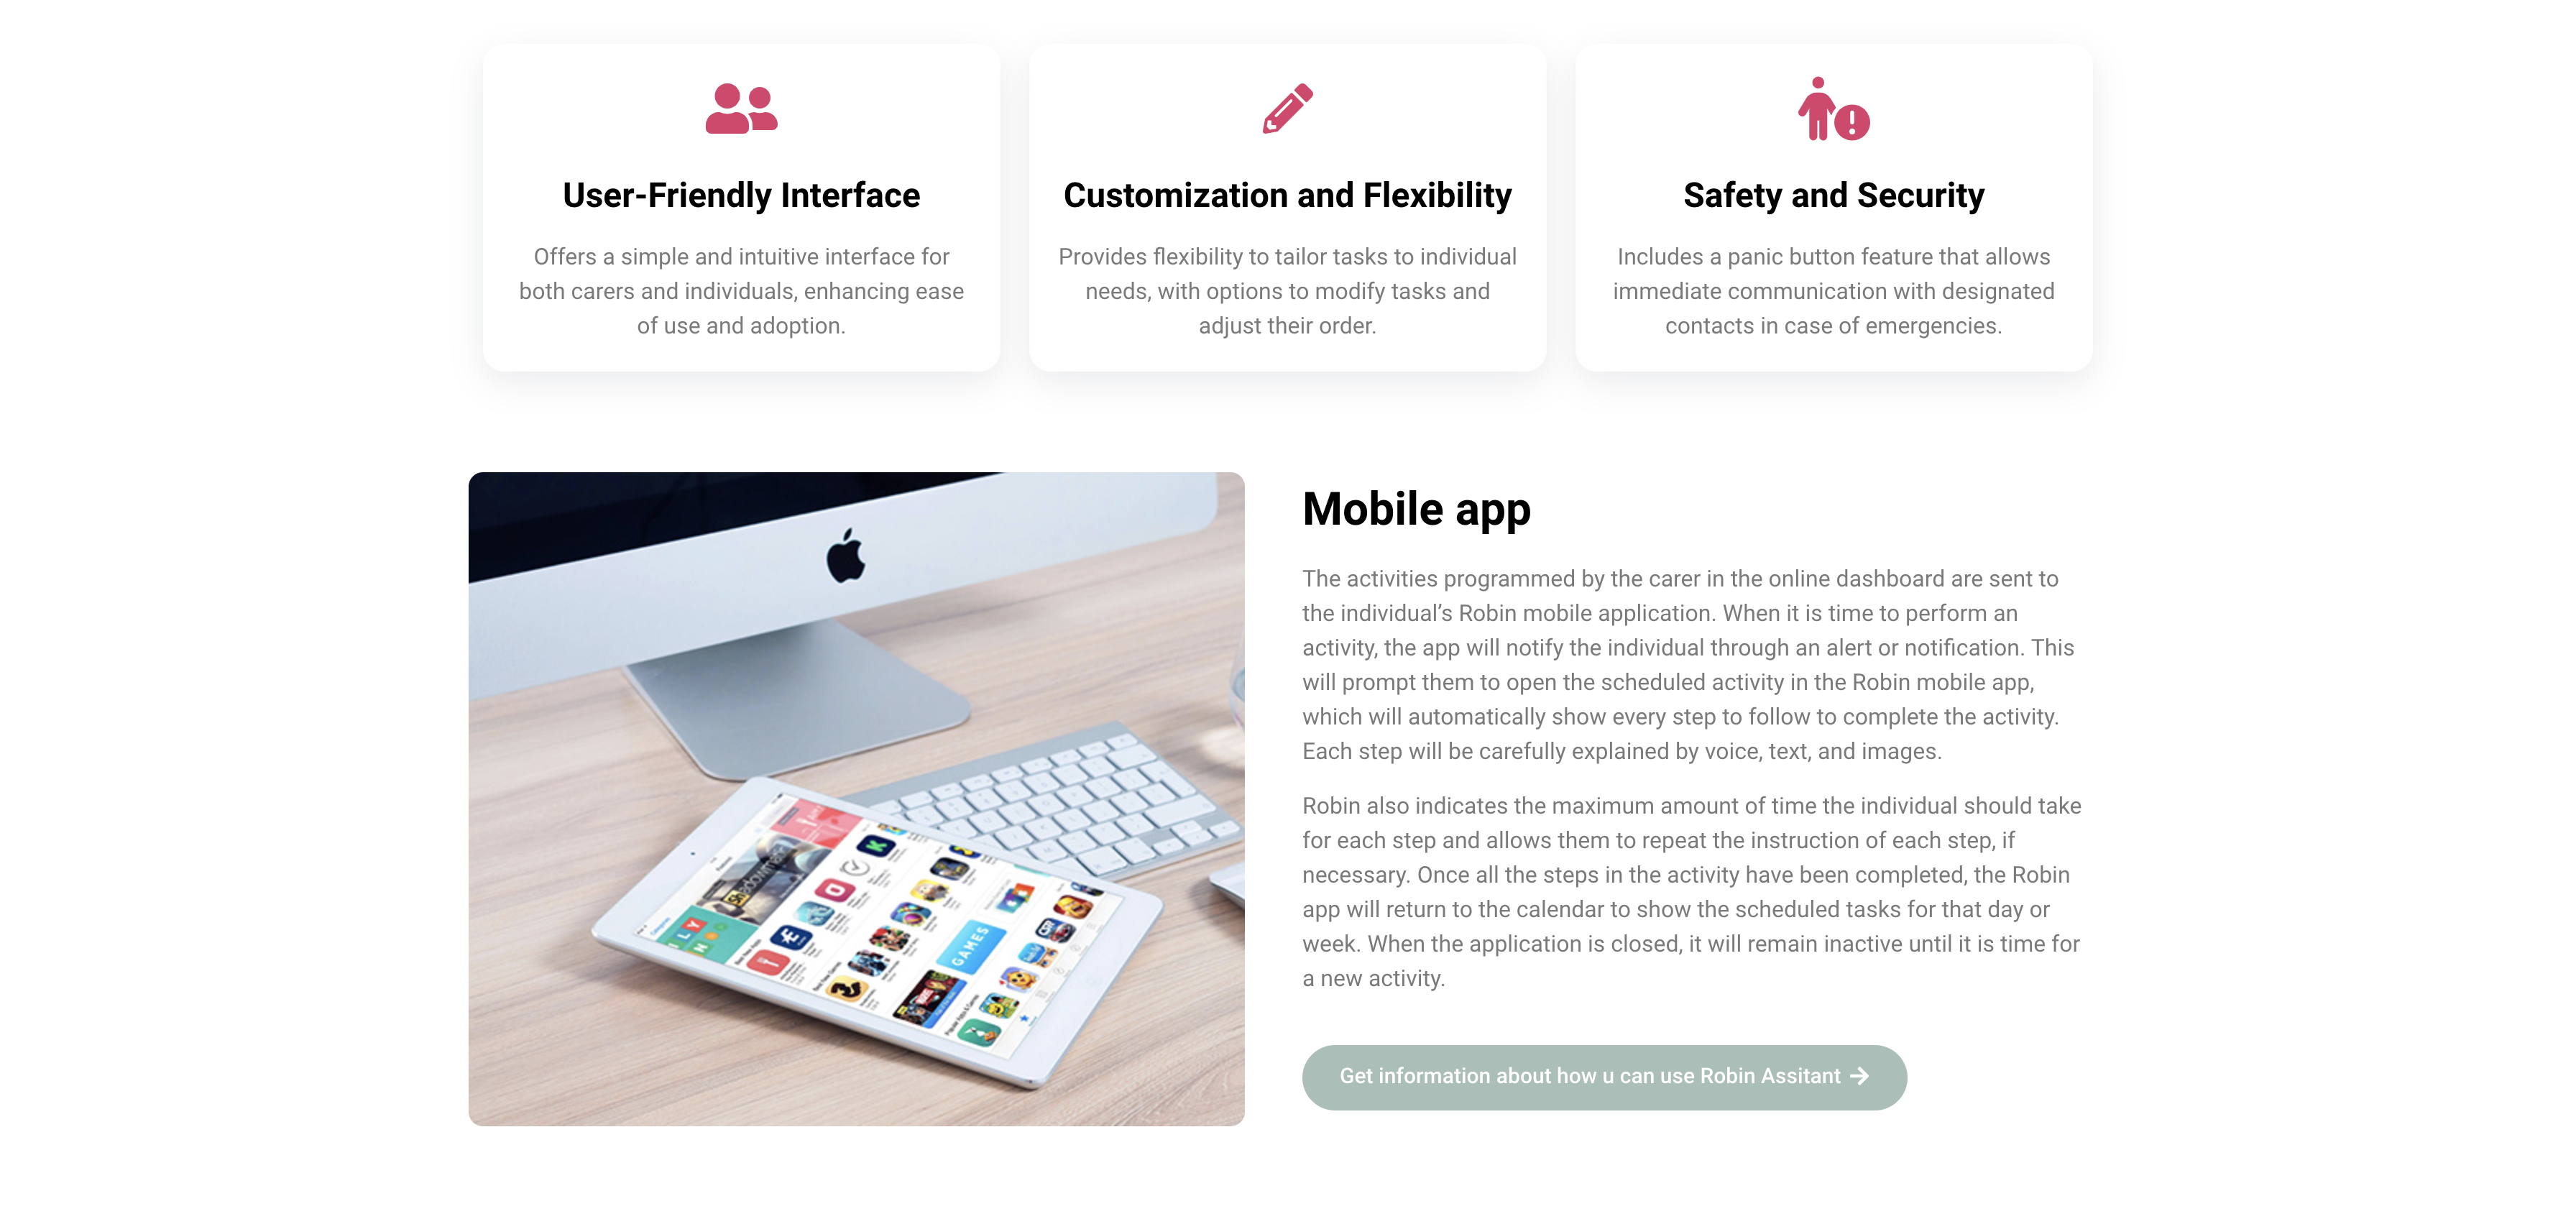 User-Friendly Interface
Offers a simple and intuitive interface for
both carers and individuals, enhancing ease
of use and adoption.
Customization and Flexibility
Provides flexibility to tailor tasks to individual
needs, with options to modify tasks and
adjust their order.
Safety and Security
Includes a panic button feature that allows
immediate communication with designated
contacts in case of emergencies.
GAMES
Mobile app
The activities programmed by the carer in the online dashboard are sent to
the individual’s Robin mobile application. When it is time to perform an
activity, the app will notify the individual through an alert or notification. This
will prompt them to open the scheduled activity in the Robin mobile app,
which will automatically show every step to follow to complete the activity.
Each step will be carefully explained by voice, text, and images.
Robin also indicates the maximum amount of time the individual should take
for each step and allows them to repeat the instruction of each step, if
necessary. Once all the steps in the activity have been completed, the Robin
app will return to the calendar to show the scheduled tasks for that day or
week. When the application is closed, it will remain inactive until it is time for
a new activity.
Get information about how u can use Robin Assitant